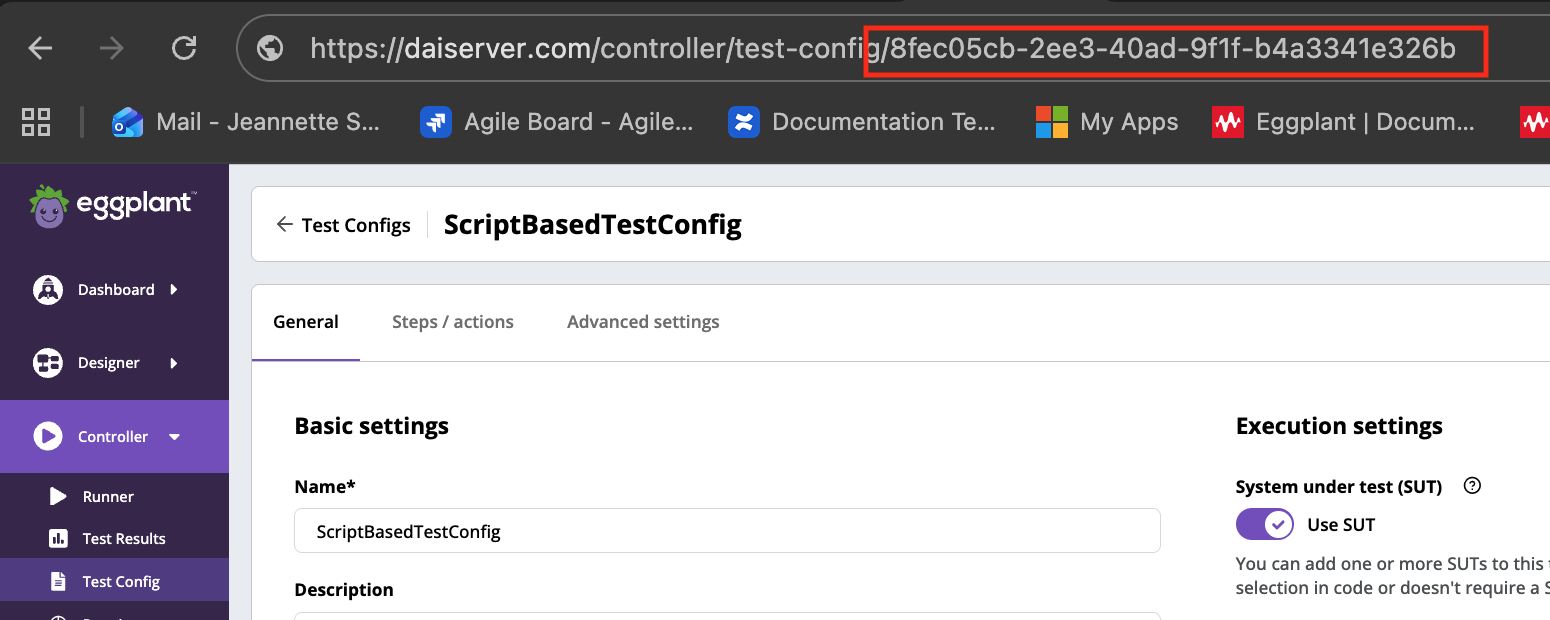 https://daiserver.com/controller/test-config/8fec05cb-2ee3-40ad-9f1f-b4a3341e326b
Mail - Jeannette S... Agile Board - Agile... Documentation Te... My Apps Eggplant | Docum...
eggplant™
Test Configs ScriptBasedTestConfig
Dashboard
Designer
Controller
Runner
Test Results
Test Config
General Steps / actions Advanced settings
Basic settings
Name*
ScriptBasedTestConfig
Description
Execution settings
System under test (SUT)
Use SUT
You can add one or more SUTs to this
selection in code or doesn't require a S